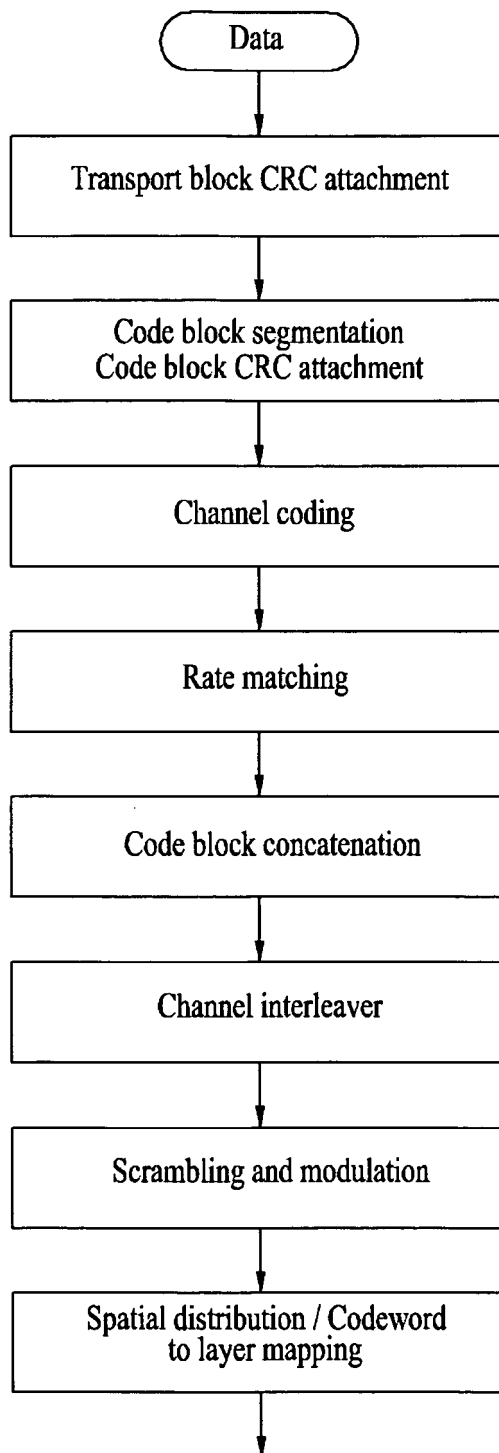 Data
Transport block CRC attachment
Code block segmentation
Code block CRC attachment
Channel coding
Rate matching
Code block concatenation
Channel interleaver
Scrambling and modulation
Spatial distribution / Codeword
to layer mapping